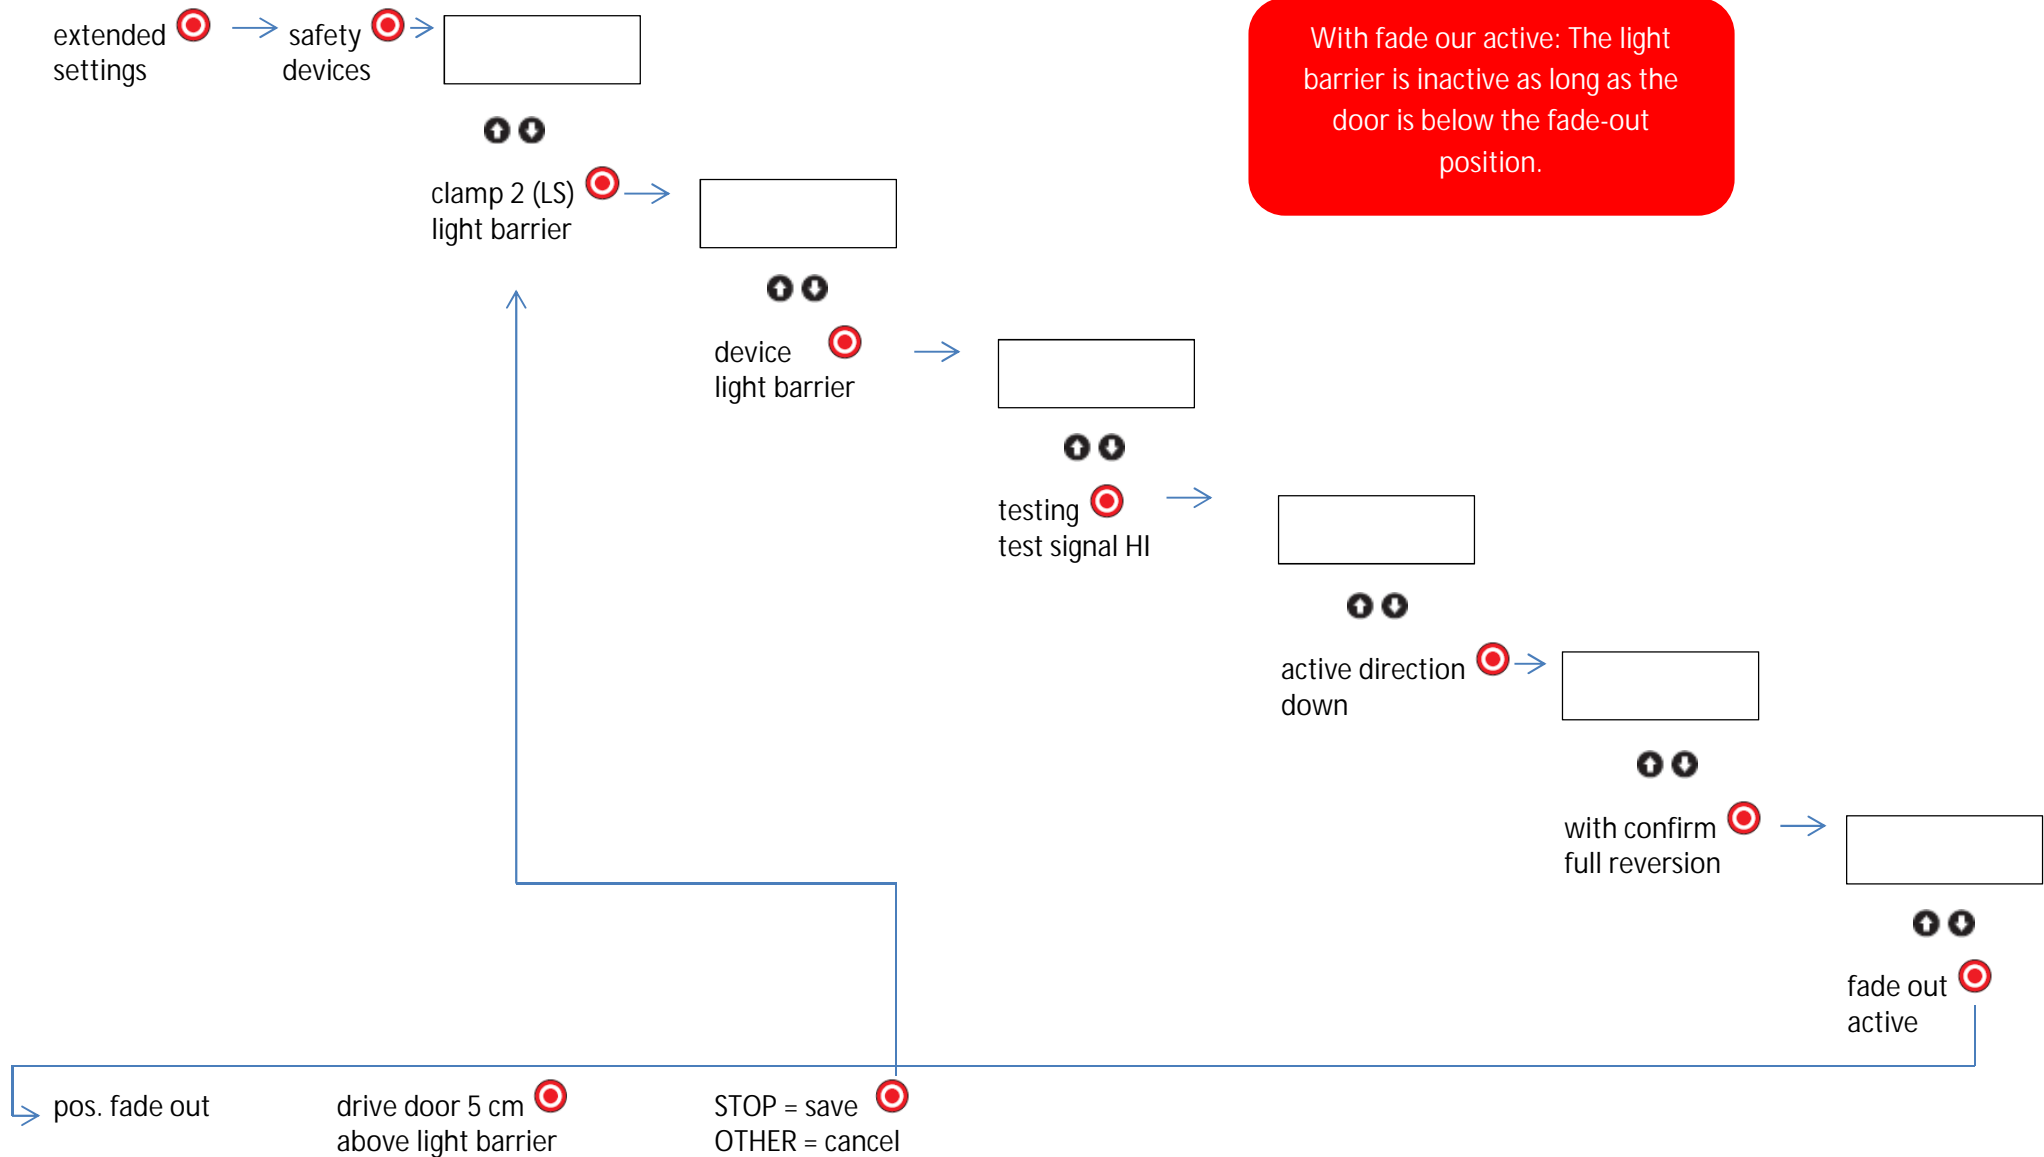 extended
settings
safety
devices
With fade our active: The light
barrier is inactive as long as the
door is below the fade-out
position.
clamp 2 (LS)
light barrier
device
light barrier
testing
test signal HI
active direction
down
with confirm
full reversion
fade out
active
pos. fade out
drive door 5 cm
above light barrier
STOP = save
OTHER = cancel